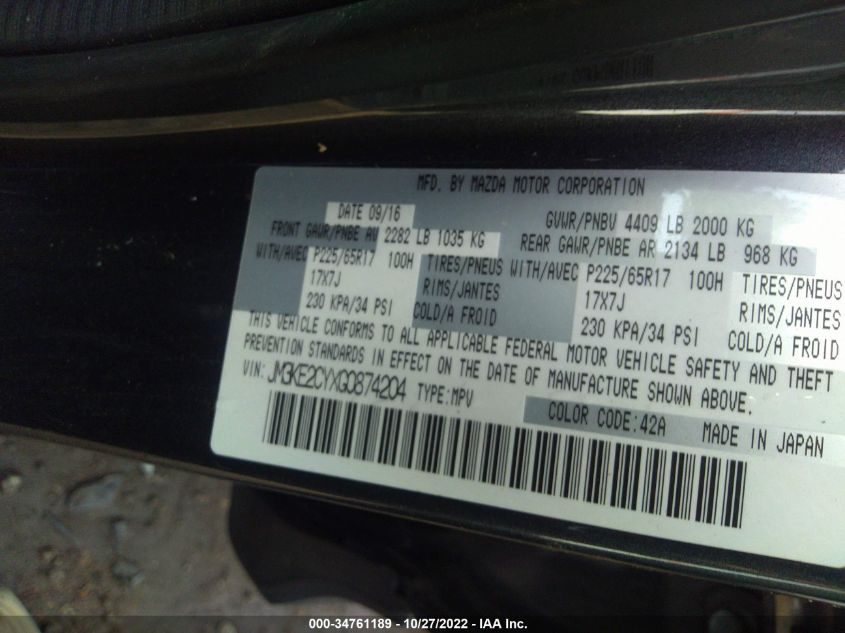 MFD. BY MAZDA MOTOR CORPORATION
DATE 09/16 GVWR/PNBV 4409 LB 2000 KG
FRONT GAWR/PNBE AV 2282 LB 1035 KG REAR GAWR/PNBE AR 2134 LB 968 KG
WITH/AVEC P225/65R17 100H TIRES/PNEUS WITH/AVEC P225/65R17 100H TIRES/PNEUS
17X7J RIMS/JANTES 17X7J RIMS/JANTES
230 KPA/34 PSI COLD/A FROID 230 KPA/34 PSI COLD/A FROID
THIS VEHICLE CONFORMS TO ALL APPLICABLE FEDERAL MOTOR VEHICLE SAFETY AND THEFT
PREVENTION STANDARDS IN EFFECT ON THE DATE OF MANUFACTURE SHOWN ABOVE.
VIN: JM3KE2CYXG0874204 TYPE: MPV
COLOR CODE: 42A MADE IN JAPAN
000-34761189 - 10/27/2022 - IAA Inc.